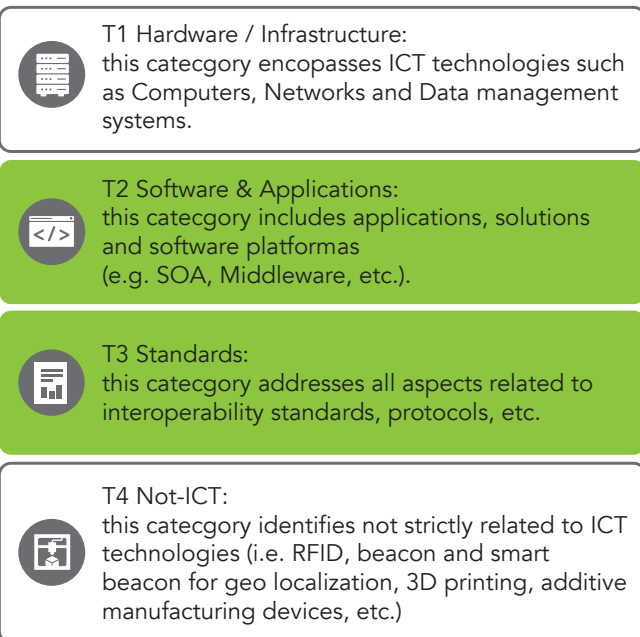 T1 Hardware / Infrastructure:
this catecgory encopasses ICT technologies such
as Computers, Networks and Data management
systems.
T2 Software & Applications:
this catecgory includes applications, solutions
and software platformas
(e.g. SOA, Middleware, etc.).
</>
T3 Standards:
this catecgory addresses all aspects related to
interoperability standards, protocols, etc.
T4 Not-ICT:
this catecgory identifies not strictly related to ICT
technologies (i.e. RFID, beacon and smart
beacon for geo localization, 3D printing, additive
manufacturing devices, etc.)